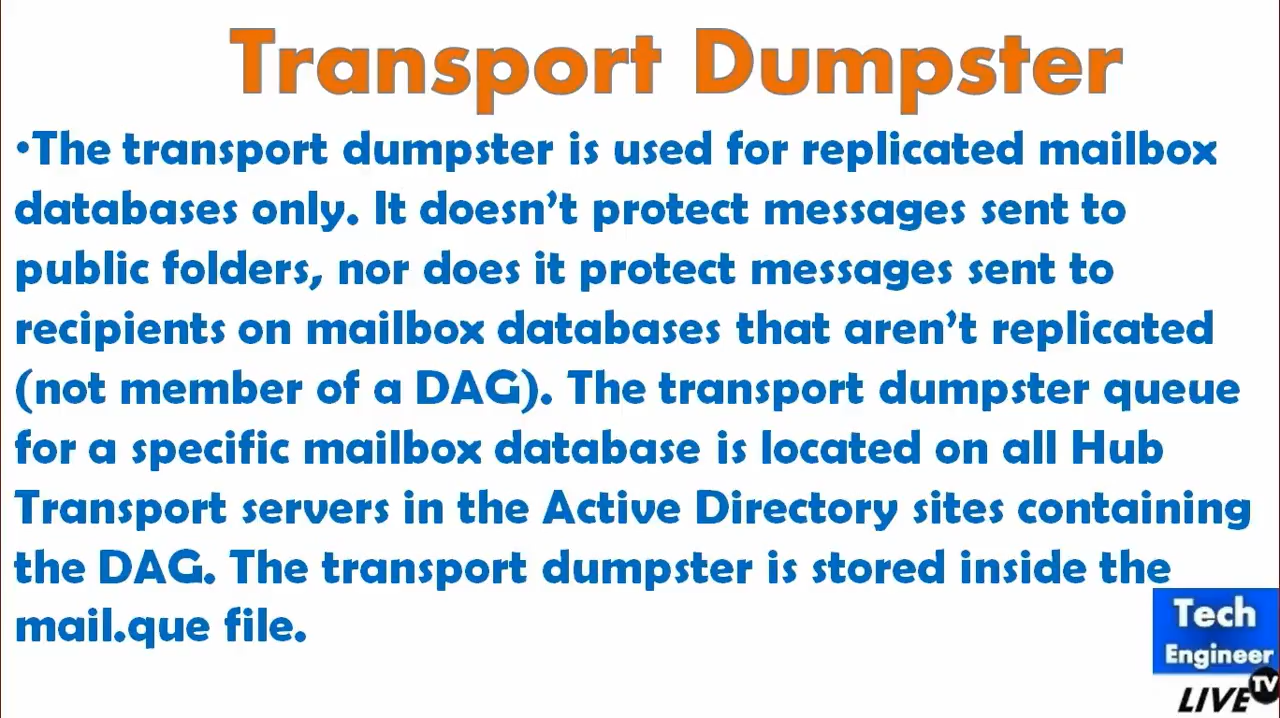 Transport Dumpster
•The transport dumpster is used for replicated mailbox
databases only. It doesn’t protect messages sent to
public folders, nor does it protect messages sent to
recipients on mailbox databases that aren’t replicated
(not member of a DAG). The transport dumpster queue
for a specific mailbox database is located on all Hub
Transport servers in the Active Directory sites containing
the DAG. The transport dumpster is stored inside the
mail.que file.
Tech
Engineer
LIVE TV